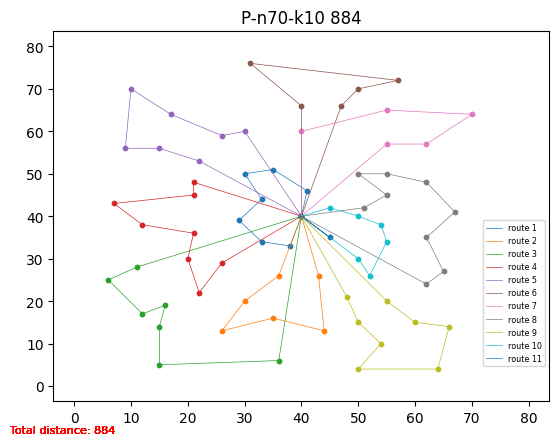 P-n70-k10 884
80
70
60
50
40
30
20
10
0
0 10 20 30 40 50 60 70 80
route 1
route 2
route 3
route 4
route 5
route 6
route 7
route 8
route 9
route 10
route 11
Total distance: 884